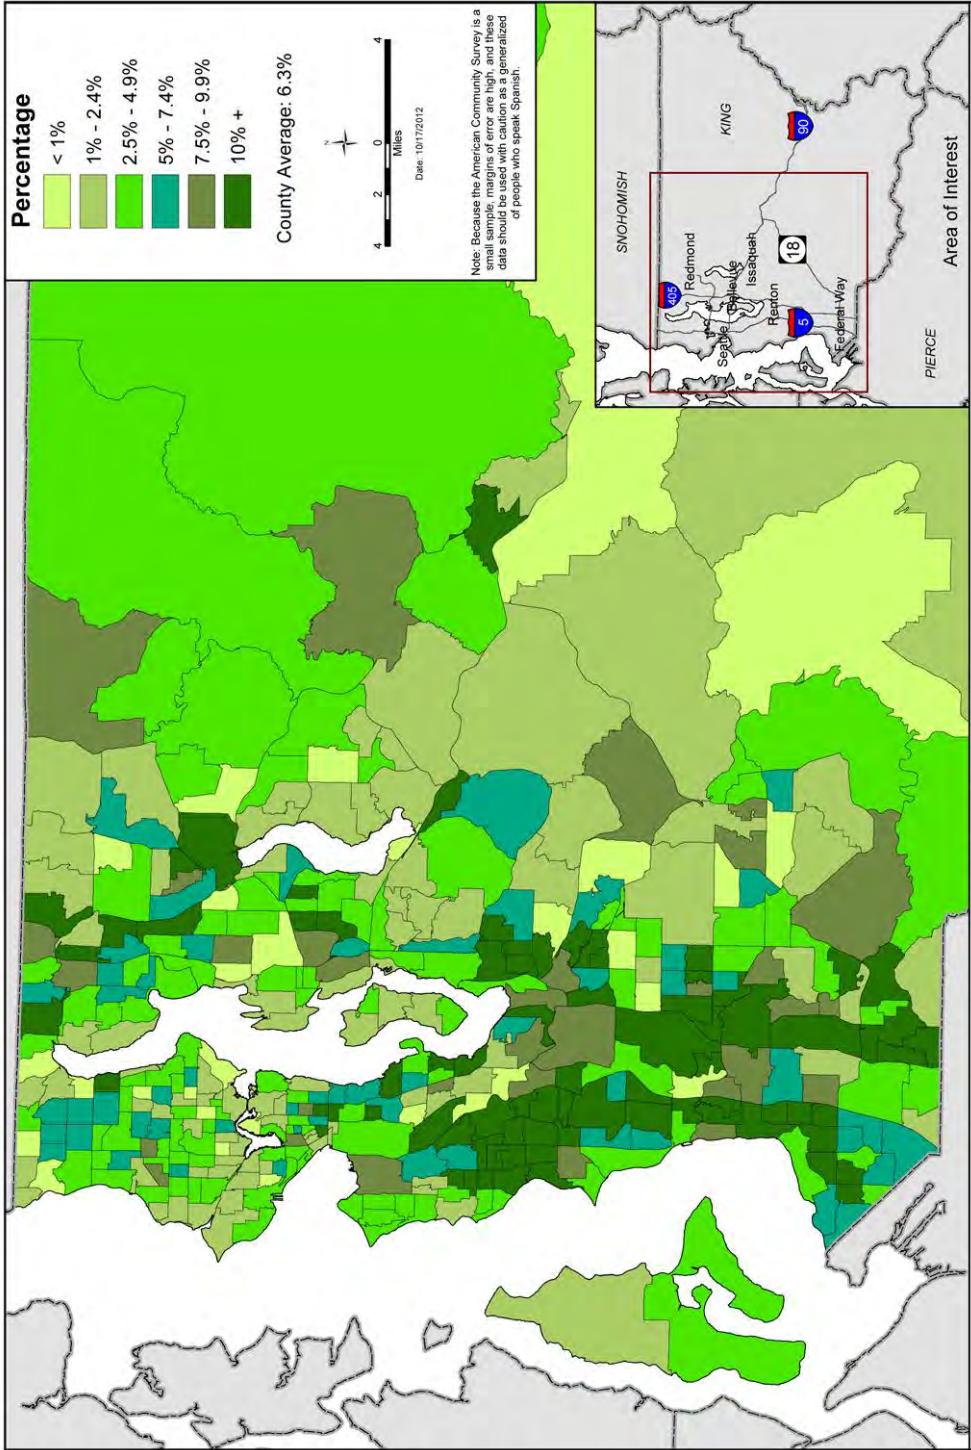 Percentage
< 1%
1% - 2.4%
2.5% - 4.9%
5% - 7.4%
7.5% - 9.9%
10% +
County Average: 6.3%
N
4 2 0 4
Miles
Date: 10/17/2012
Note: Because the American Community Survey is a
small sample, margins of error are high, and these
data should be used with caution as a generalized
of people who speak Spanish.
SNOHOMISH
KING
PIERCE
405
Redmond
Seattle
Bellevue
Issaquah
90
Renton
18
5
Federal Way
Area of Interest